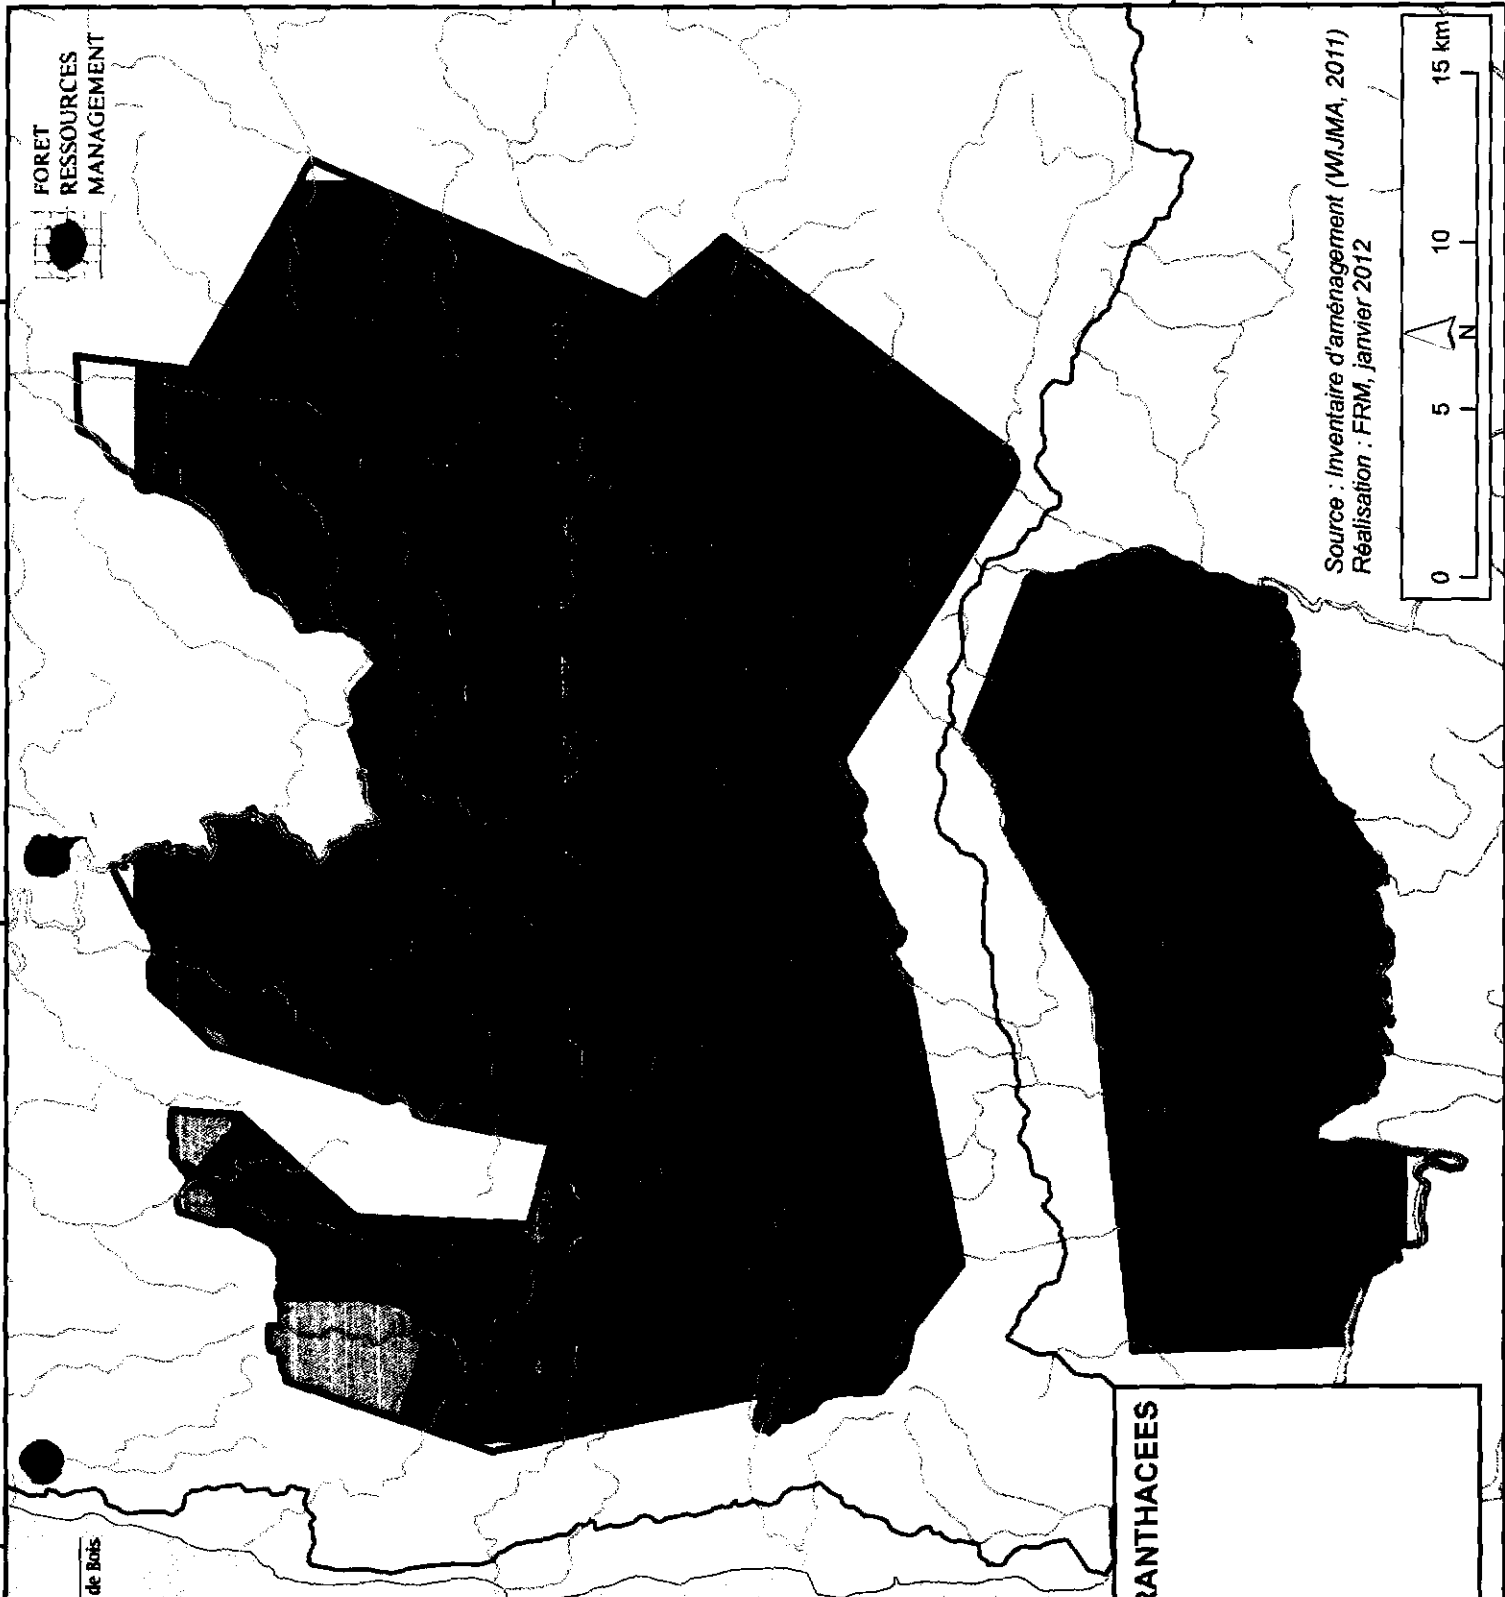 FORET
RESSOURCES
MANAGEMENT
de Bois
RANTHACEES
Source : Inventaire d'aménagement (WIJMA, 2011)
Réalisation : FRM, janvier 2012
0 5 10 15 km
N